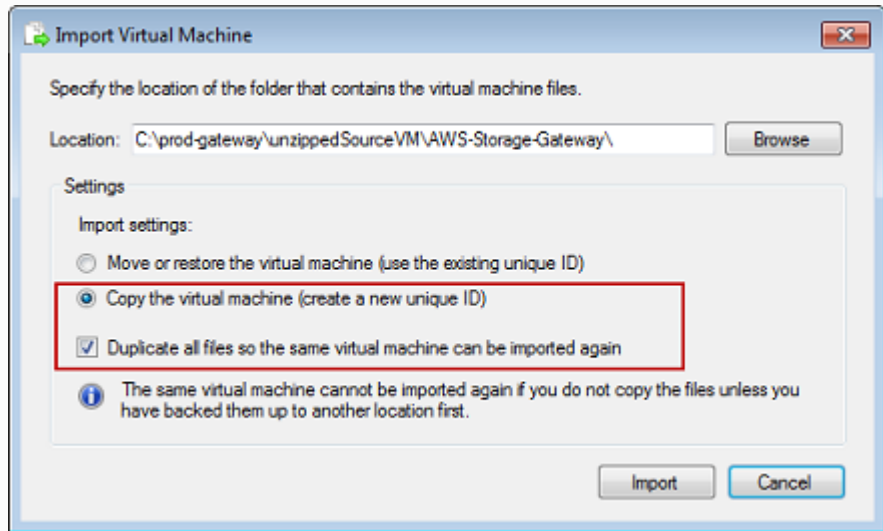 Import Virtual Machine
Specify the location of the folder that contains the virtual machine files.
Location: C:\prod-gateway\unzippedSourceVM\AWS-Storage-Gateway\ Browse
Settings
Import settings:
Move or restore the virtual machine (use the existing unique ID)
Copy the virtual machine (create a new unique ID)
Duplicate all files so the same virtual machine can be imported again
The same virtual machine cannot be imported again if you do not copy the files unless you
have backed them up to another location first.
Import Cancel